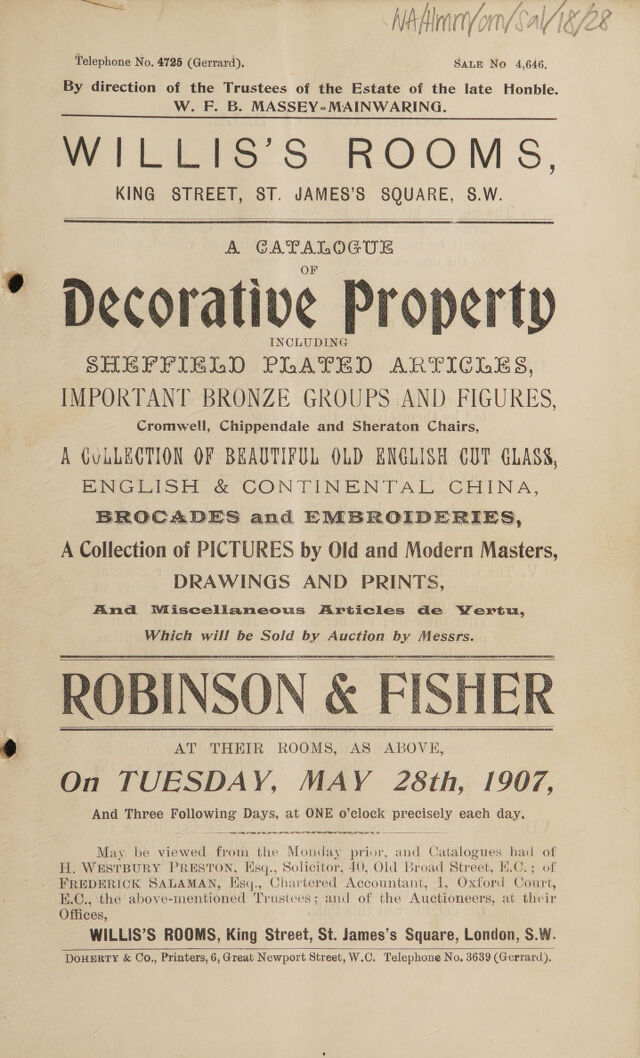 NA/Hmm/om/Sal/18/28
Telephone No. 4725 (Gerrard). SALE No 4,646.
By direction of the Trustees of the Estate of the late Honble.
W. F. B. MASSEY-MAINWARING.
WILLIS'S ROOMS,
KING STREET, ST. JAMES'S SQUARE, S.W.
A CATALOGUE
OF
Decorative Property
INCLUDING
SHEFFIELD PLATED ARTICLES,
IMPORTANT BRONZE GROUPS AND FIGURES,
Cromwell, Chippendale and Sheraton Chairs,
A COLLECTION OF BEAUTIFUL OLD ENGLISH CUT GLASS,
ENGLISH & CONTINENTAL CHINA,
BROCADES and EMBROIDERIES,
A Collection of PICTURES by Old and Modern Masters,
DRAWINGS AND PRINTS,
And Miscellaneous Articles de Vertu,
Which will be Sold by Auction by Messrs.
ROBINSON & FISHER
AT THEIR ROOMS, AS ABOVE,
On TUESDAY, MAY 28th, 1907,
And Three Following Days, at ONE o'clock precisely each day.
May be viewed from the Monday prior, and Catalogues had of
H. WESTBURY PRESTON, Esq., Solicitor, 40, Old Broad Street, E.C.; of
FREDERICK SALAMAN, Esq., Chartered Accountant, 1, Oxford Court,
E.C., the above-mentioned Trustees; and of the Auctioneers, at their
Offices,
WILLIS'S ROOMS, King Street, St. James's Square, London, S.W.
DOHERTY & Co., Printers, 6, Great Newport Street, W.C. Telephone No. 3639 (Gerrard).